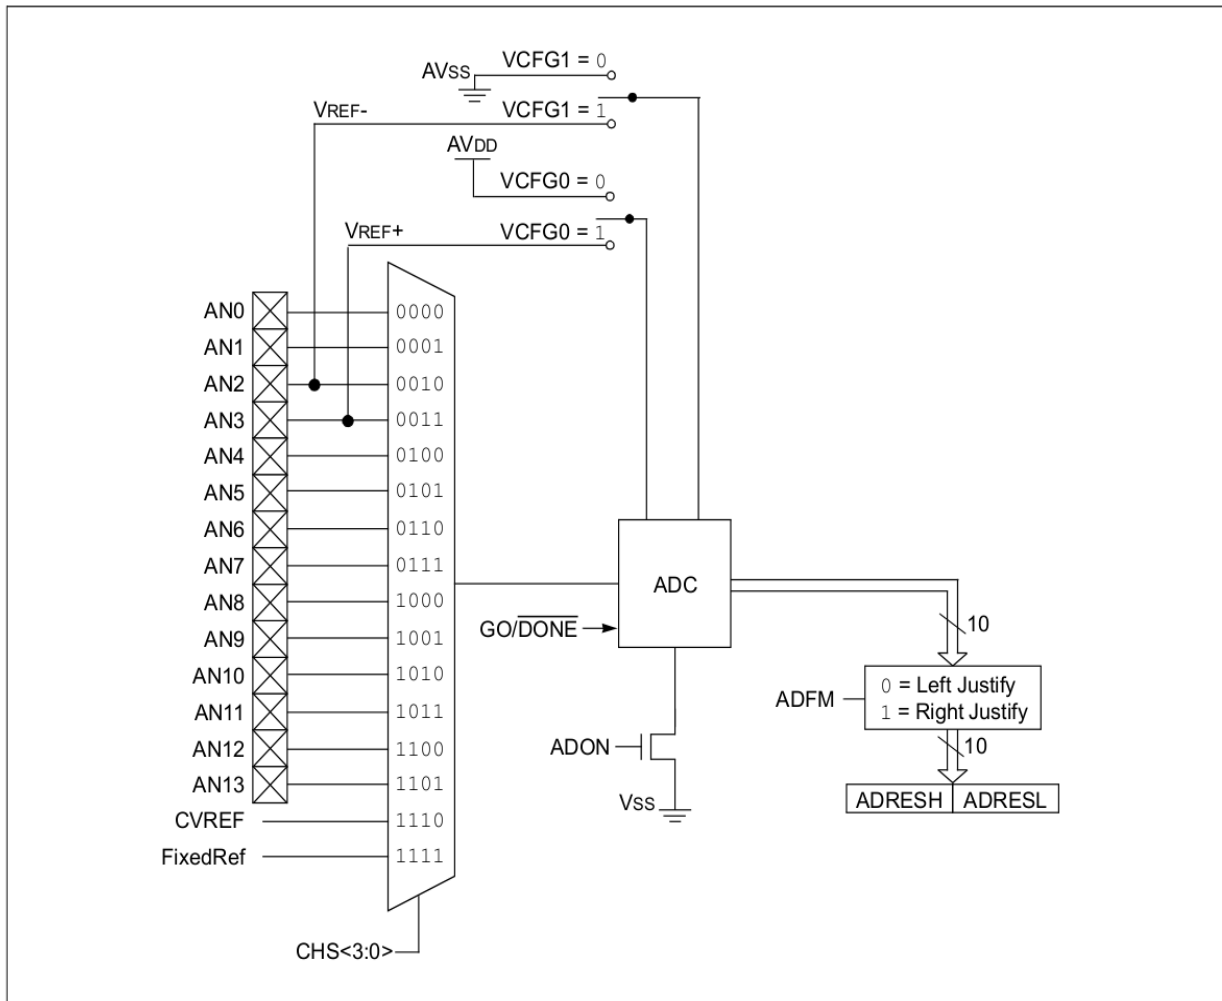 AVSS
VCFG1 = 0
VREF-
VCFG1 = 1
AVDD
VCFG0 = 0
VREF+
VCFG0 = 1
AN0 0000
AN1 0001
AN2 0010
AN3 0011
AN4 0100
AN5 0101
AN6 0110
AN7 0111
AN8 1000
AN9 1001
AN10 1010
AN11 1011
AN12 1100
AN13 1101
CVREF 1110
FixedRef 1111
CHS<3:0>
ADC
GO/DONE
ADON
VSS
10
ADFM
0 = Left Justify
1 = Right Justify
10
ADRESH ADRESL